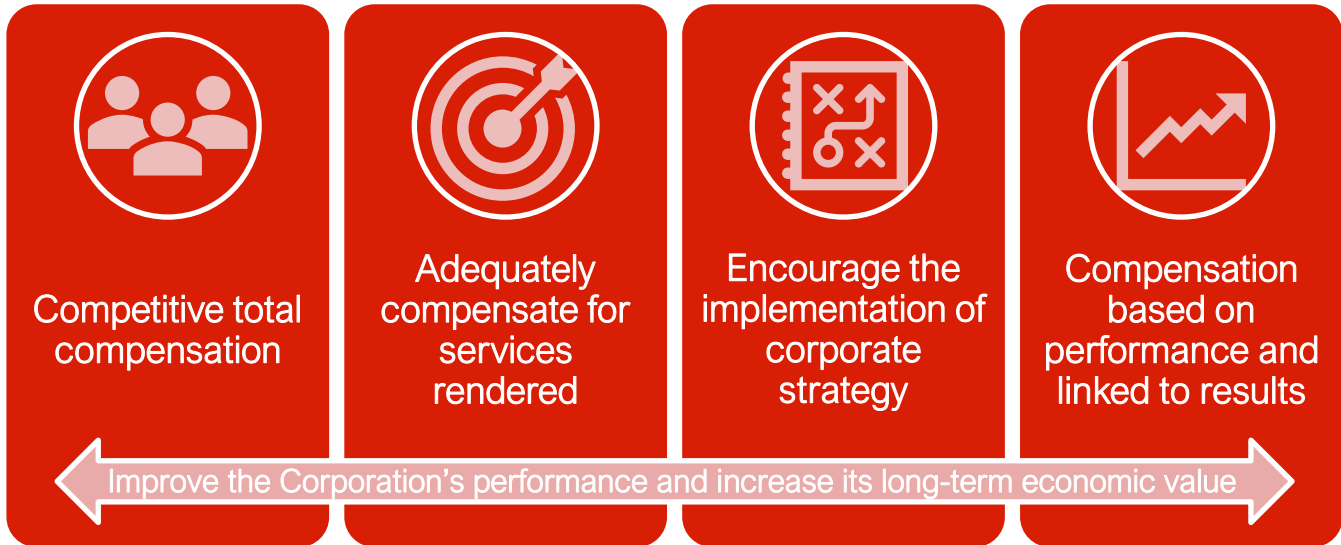 Competitive total
compensation
Adequately
compensate for
services
rendered
Encourage the
implementation of
corporate
strategy
Compensation
based on
performance and
linked to results
Improve the Corporation’s performance and increase its long-term economic value